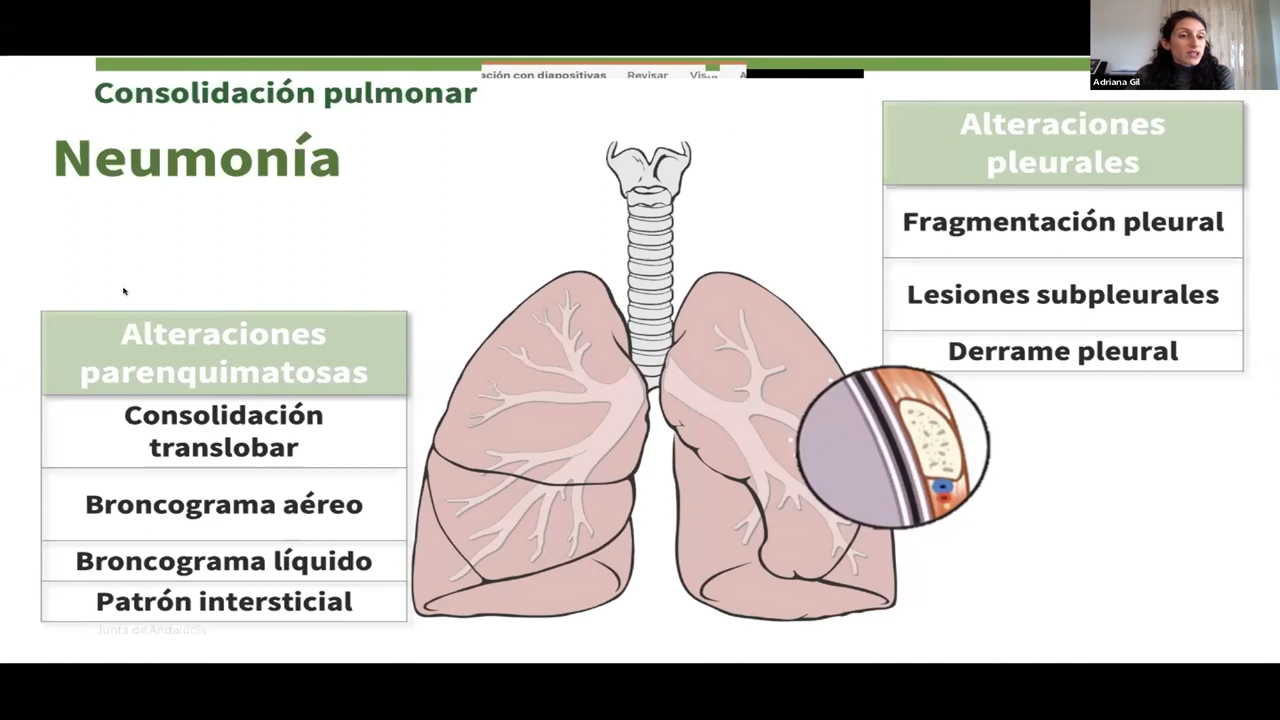 ación con diapositivas Revisar
Adriana Gil
Consolidación pulmonar
Neumonía
Alteraciones
pleurales
Fragmentación pleural
Lesiones subpleurales
Derrame pleural
Alteraciones
parenquimatosas
Consolidación
translobar
Broncograma aéreo
Broncograma líquido
Patrón intersticial
Junta de Andalucía